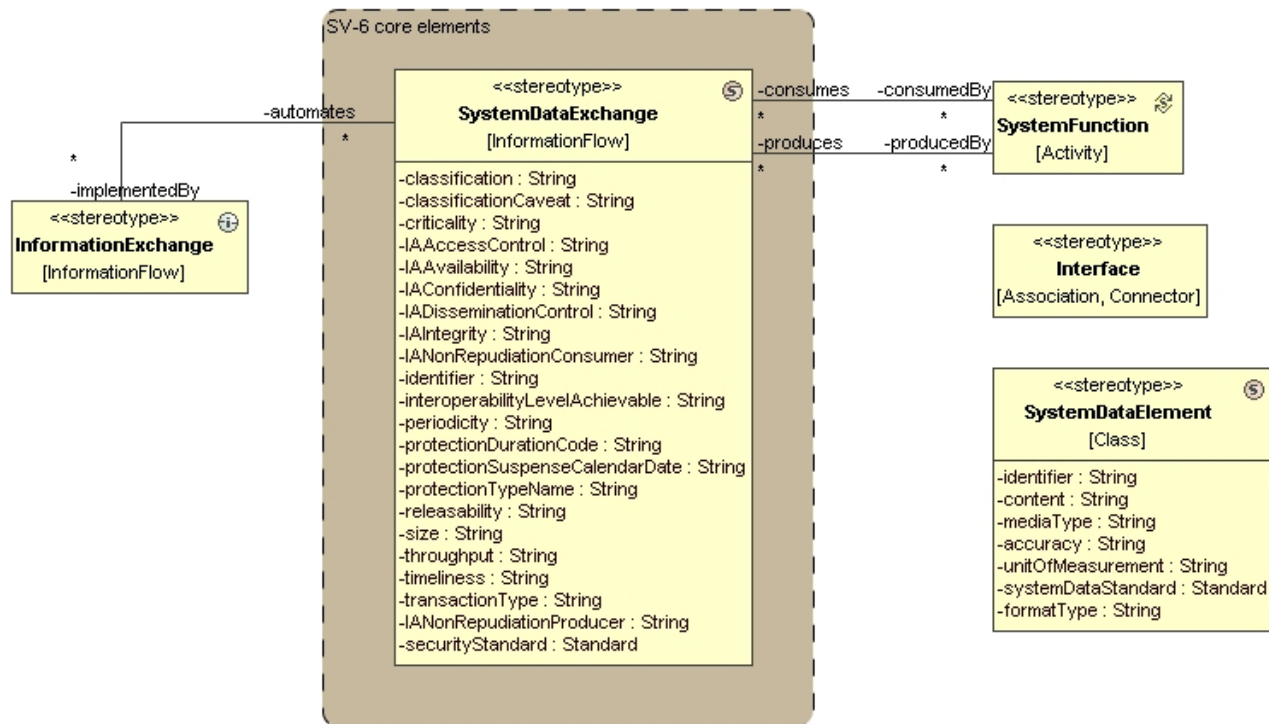 SV-6 core elements
<<stereotype>>
SystemDataExchange
[InformationFlow]
-classification : String
-classificationCaveat : String
-criticality : String
-IAAccessControl : String
-IAAvailability : String
-IAConfidentiality : String
-IADisseminationControl : String
-IAIntegrity : String
-IANonRepudiationConsumer : String
-identifier : String
-interoperabilityLevelAchievable : String
-periodicity : String
-protectionDurationCode : String
-protectionSuspenseCalendarDate : String
-protectionTypeName : String
-releasability : String
-size : String
-throughput : String
-timeliness : String
-transactionType : String
-IANonRepudiationProducer : String
-securityStandard : Standard
-automates
*
*
-implementedBy
<<stereotype>>
InformationExchange
[InformationFlow]
-consumes -consumedBy
* *
-produces -producedBy
* *
<<stereotype>>
SystemFunction
[Activity]
<<stereotype>>
Interface
[Association, Connector]
<<stereotype>>
SystemDataElement
[Class]
-identifier : String
-content : String
-mediaType : String
-accuracy : String
-unitOfMeasurement : String
-systemDataStandard : Standard
-formatType : String